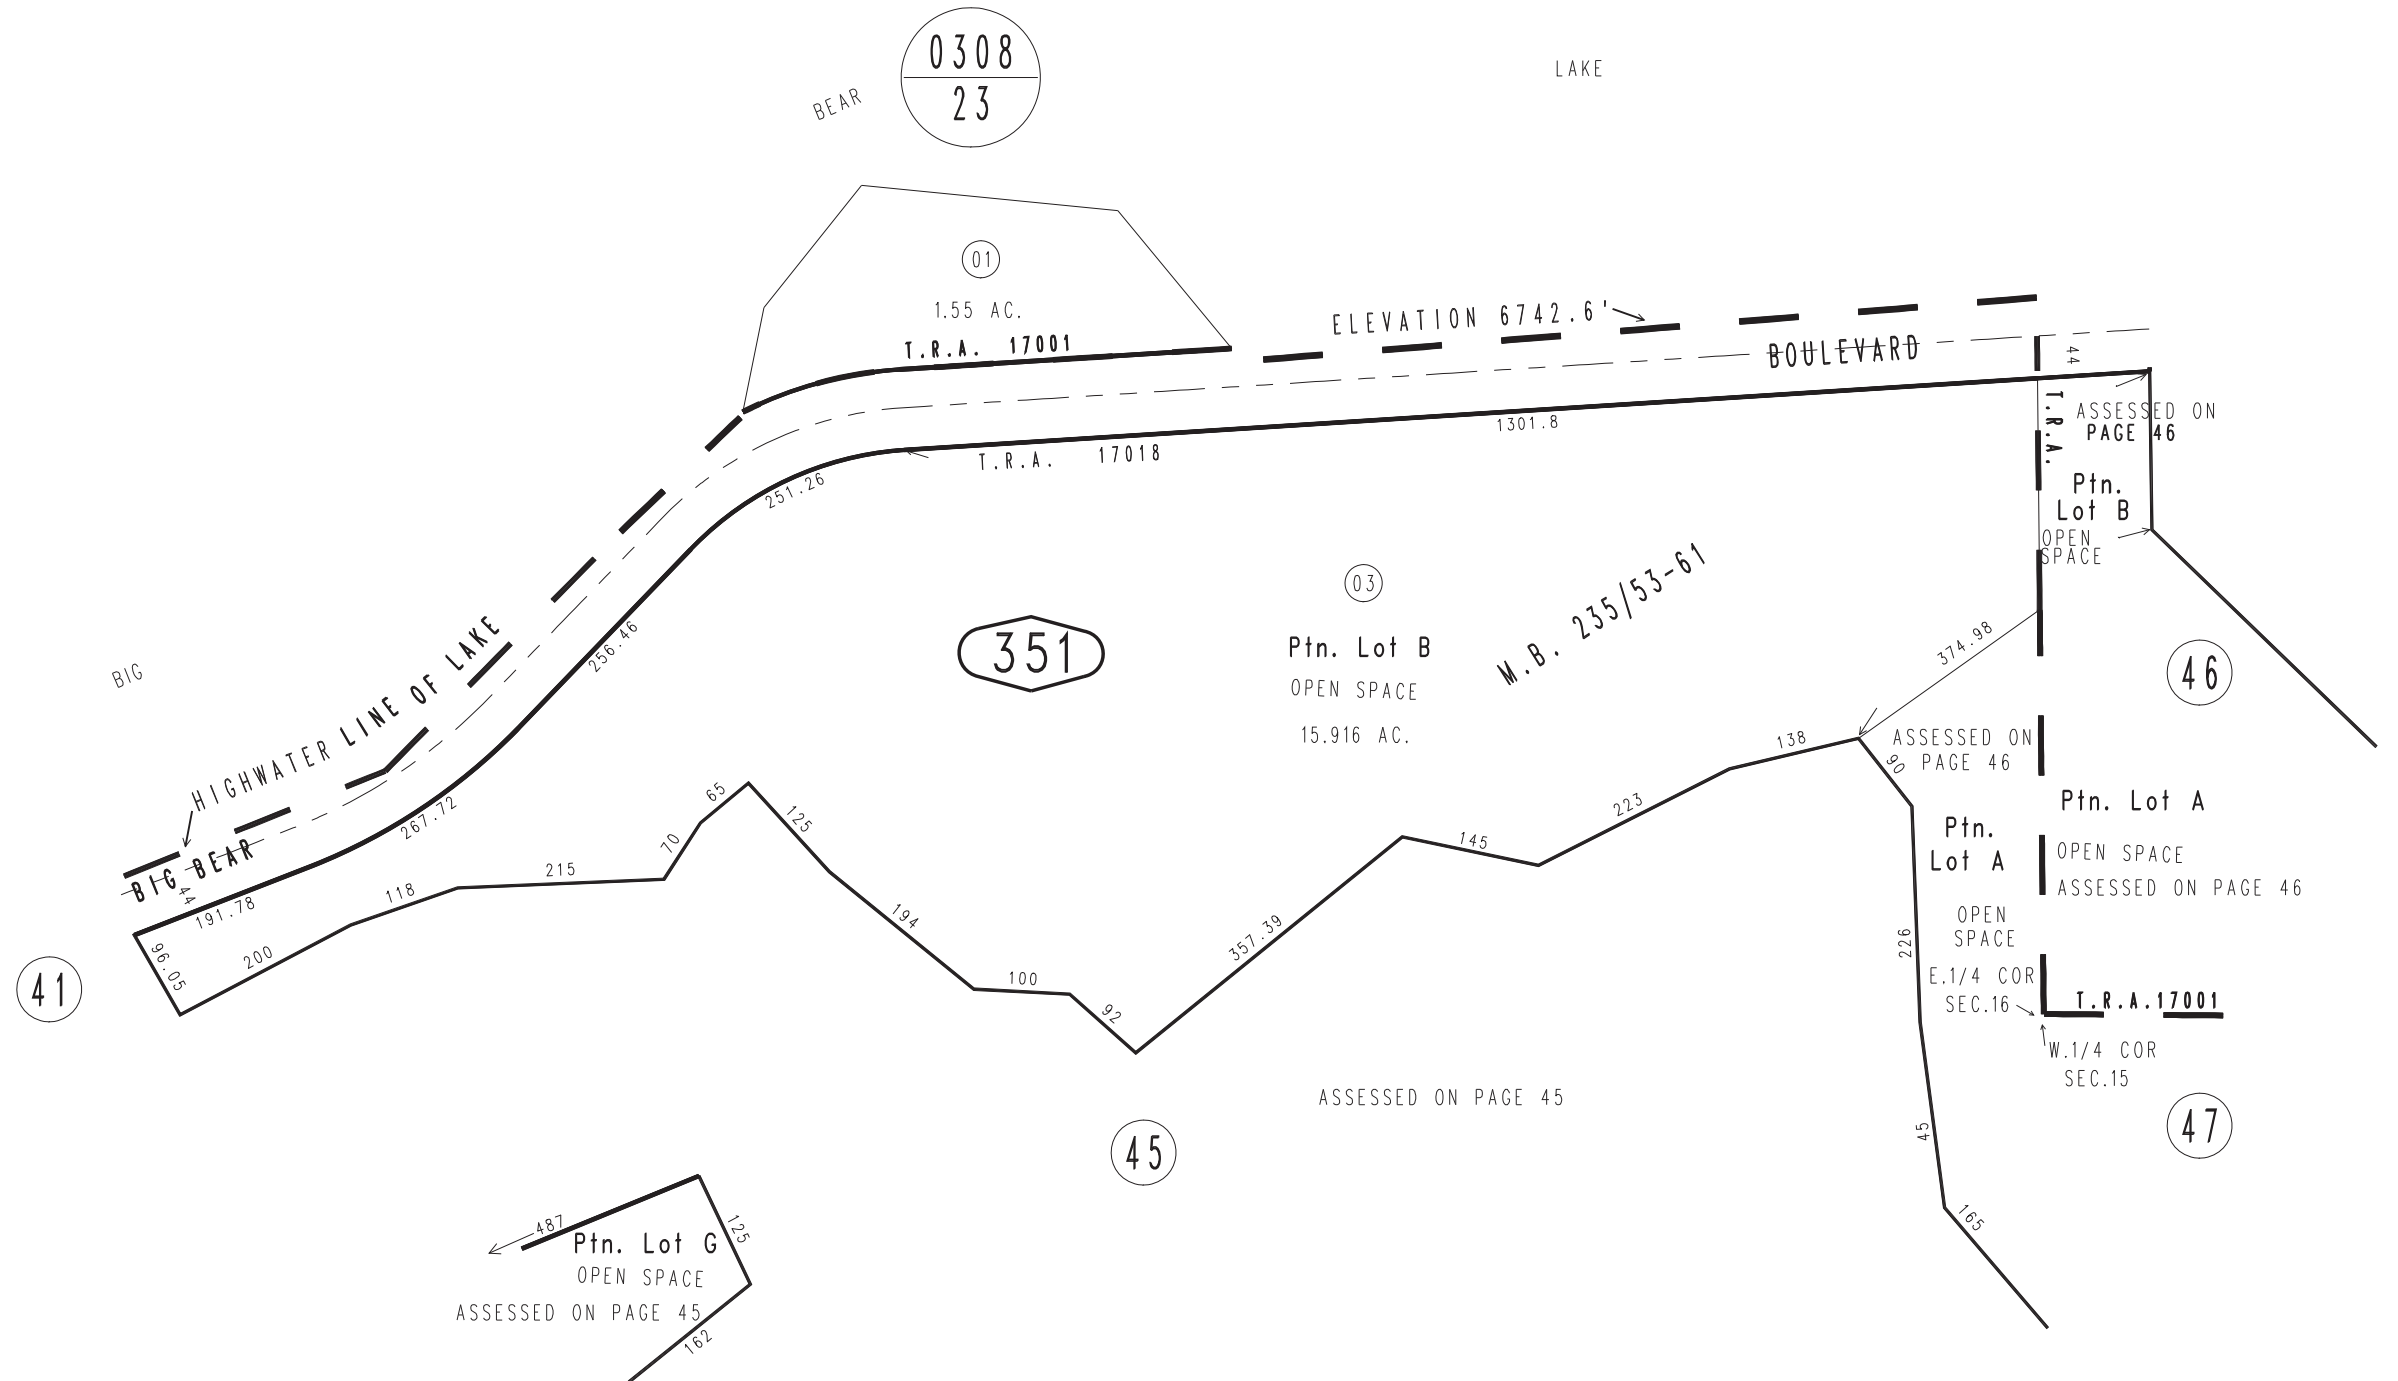 0308
23
LAKE
BEAR
01
1.55 AC.
T.R.A. 17001
ELEVATION 6742.6'
BOULEVARD
44
T.R.A.
ASSESSED ON
PAGE 46
1301.8
T.R.A. 17018
251.26
Ptn.
Lot B
OPEN
SPACE
M.B. 235/53-61
03
351
Ptn. Lot B
OPEN SPACE
15.916 AC.
256.46
374.98
46
BIG
HIGHWATER LINE OF LAKE
138
ASSESSED ON
PAGE 46
90
65
125
267.72
223
Ptn. Lot A
Ptn.
Lot A
70
145
BIG BEAR
44
OPEN SPACE
ASSESSED ON PAGE 46
215
118
191.78
194
OPEN
SPACE
357.39
226
200
96.05
100
41
E.1/4 COR
SEC.16
T.R.A.17001
92
W.1/4 COR
SEC.15
ASSESSED ON PAGE 45
45
45
47
165
487
125
Ptn. Lot G
OPEN SPACE
ASSESSED ON PAGE 45
162